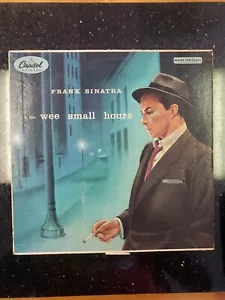 Capitol
FRANK SINATRA
in the wee small hours